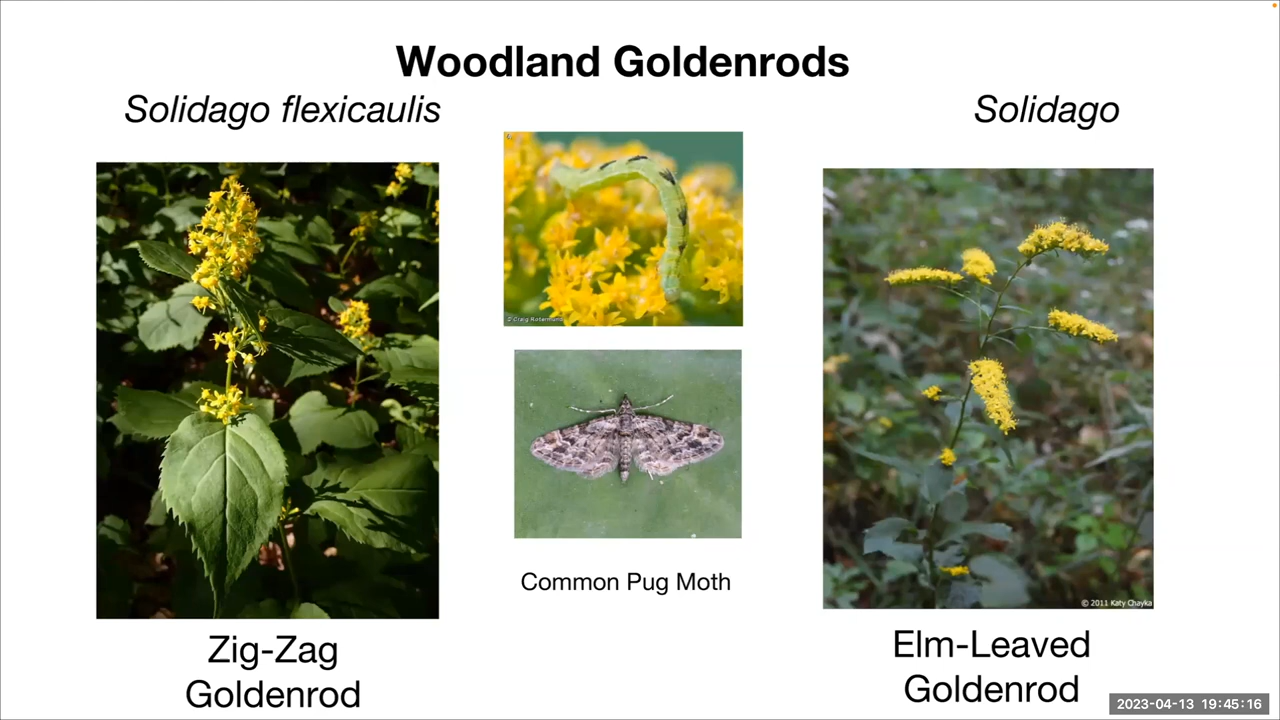 Woodland Goldenrods
Solidago flexicaulis
Solidago
© Craig Rotermund
Common Pug Moth
© 2011 Katy Chayka
Zig-Zag
Goldenrod
Elm-Leaved
Goldenrod
2023-04-13 19:45:16